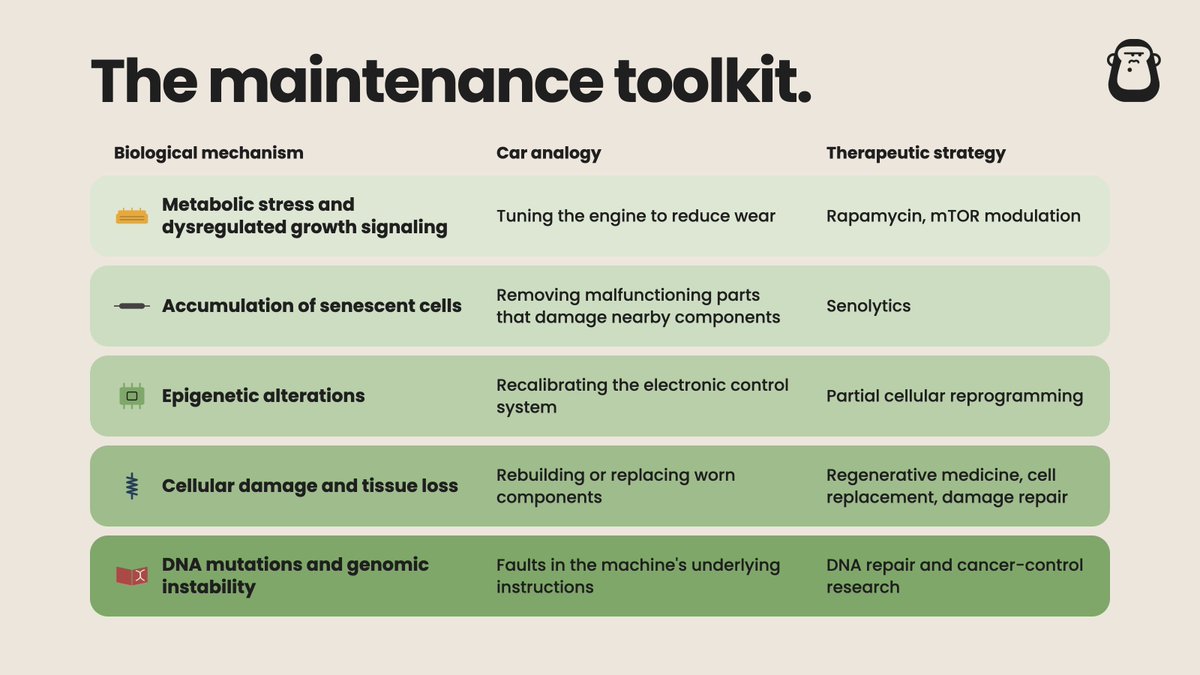 The maintenance toolkit.
Biological mechanism
Car analogy
Therapeutic strategy
Metabolic stress and
dysregulated growth signaling
Tuning the engine to reduce wear
Rapamycin, mTOR modulation
Accumulation of senescent cells
Removing malfunctioning parts
that damage nearby components
Senolytics
Epigenetic alterations
Recalibrating the electronic control
system
Partial cellular reprogramming
Cellular damage and tissue loss
Rebuilding or replacing worn
components
Regenerative medicine, cell
replacement, damage repair
DNA mutations and genomic
instability
Faults in the machine's underlying
instructions
DNA repair and cancer-control
research